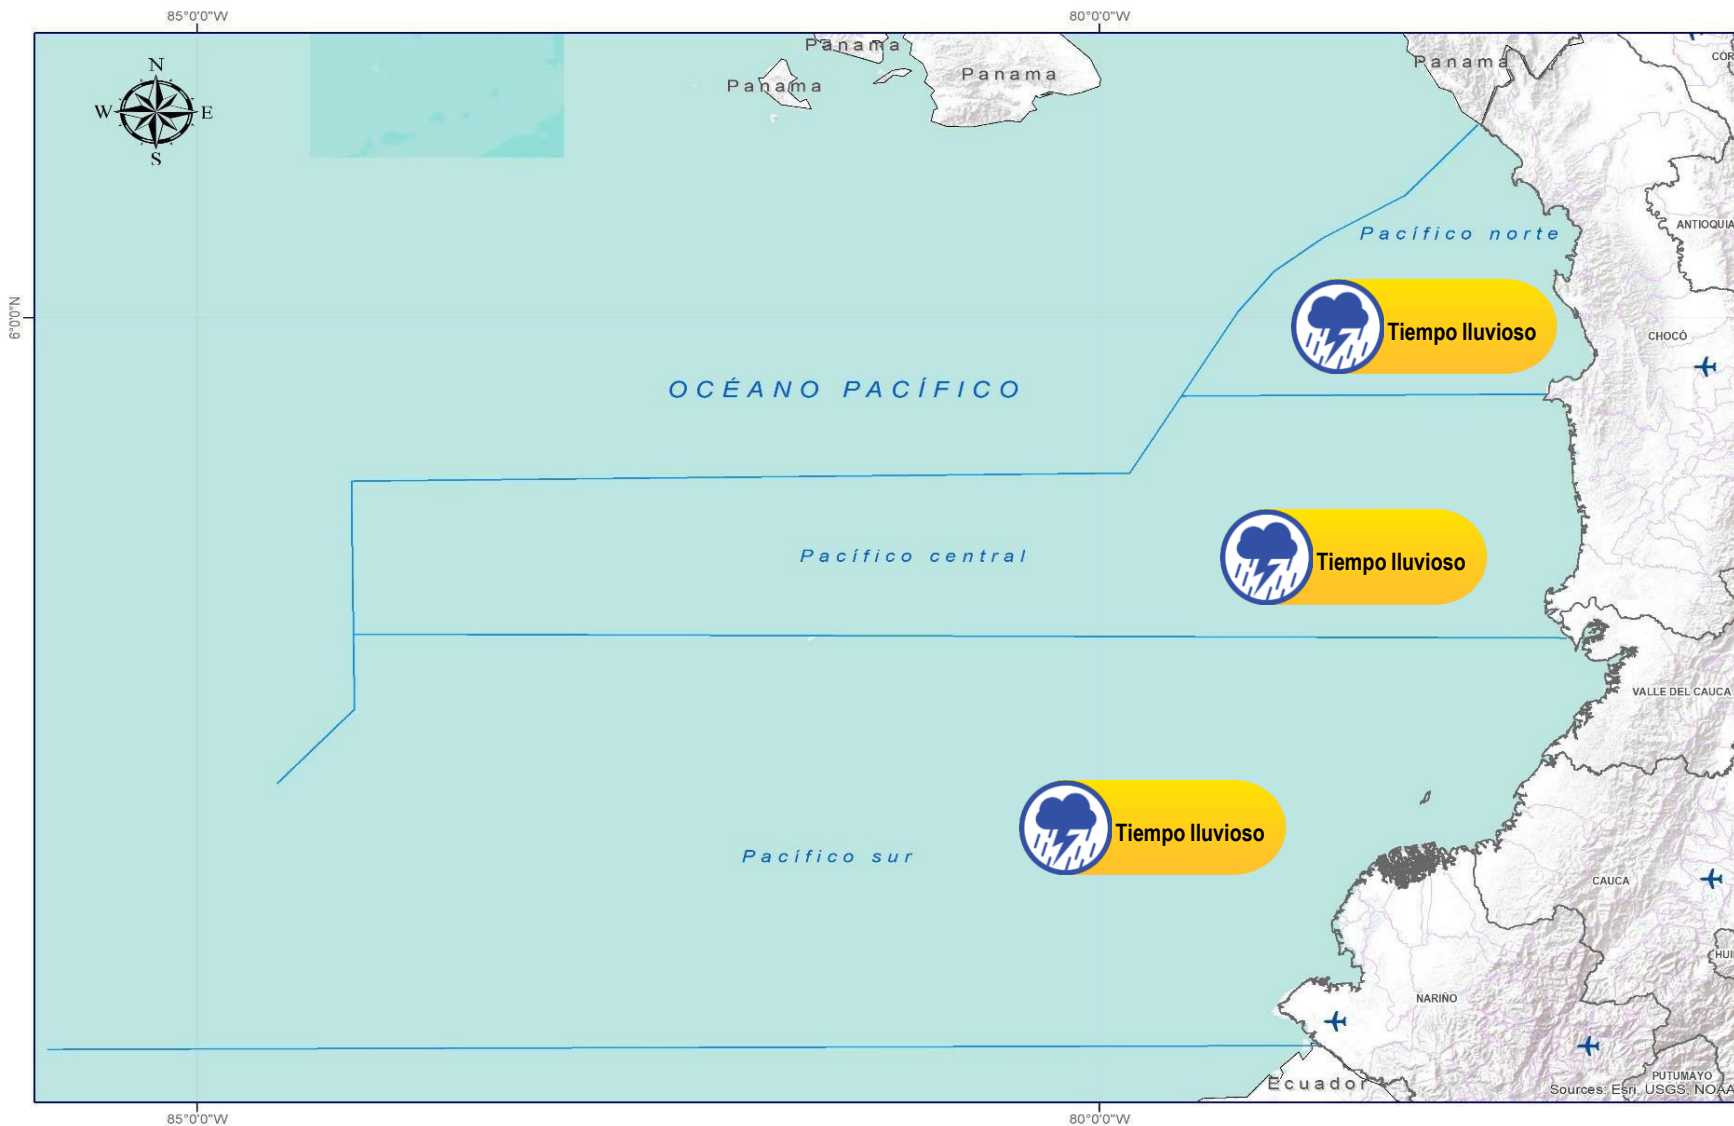 85°0'0"W
80°0'0"W
Panama
Panama
Panama
Panama
N
W
E
S
CÓR
ANTIOQUIA
Pacífico norte
6°0'0"N
Tiempo lluvioso
CHOCÓ
OCÉANO PACÍFICO
Pacífico central
Tiempo lluvioso
VALLE DEL CAUCA
Tiempo lluvioso
Pacífico sur
CAUCA
HUI
NARIÑO
Ecuador
PUTUMAYO
Sources: Esri, USGS, NOAA
85°0'0"W
80°0'0"W